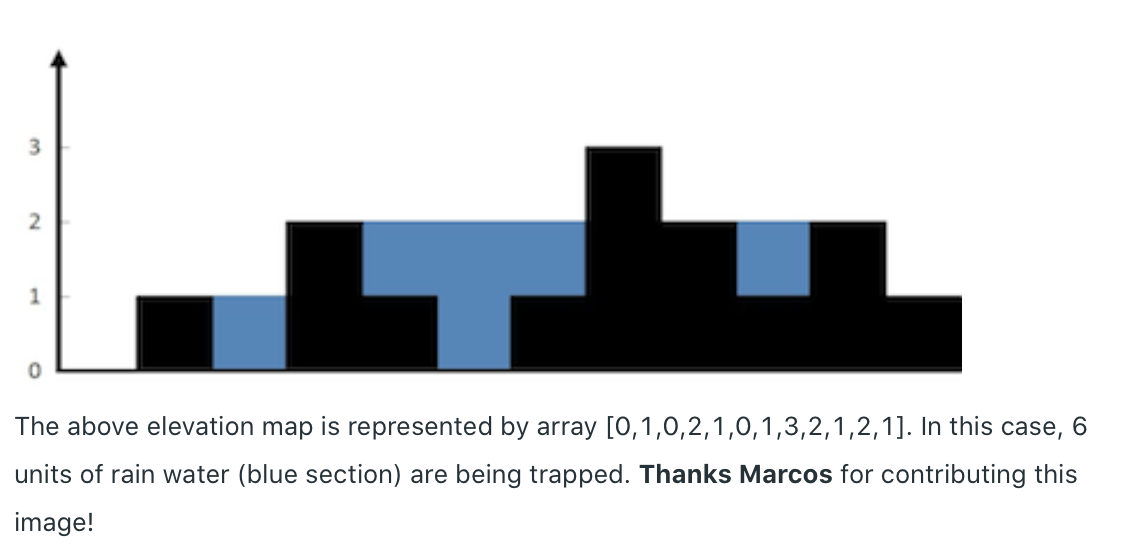 3
2
1
0
The above elevation map is represented by array [0,1,0,2,1,0,1,3,2,1,2,1]. In this case, 6
units of rain water (blue section) are being trapped. Thanks Marcos for contributing this
image!